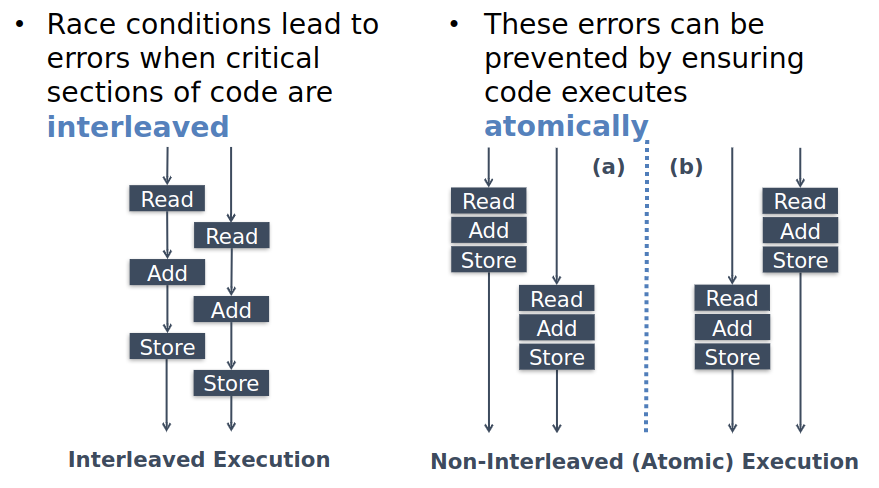 • Race conditions lead to
errors when critical
sections of code are
interleaved
Read
Read
Add
Add
Store
Store
Interleaved Execution
• These errors can be
prevented by ensuring
code executes
atomically
(a)
Read
Add
Store
Read
Add
Store
(b)
Read
Add
Store
Read
Add
Store
Non-Interleaved (Atomic) Execution